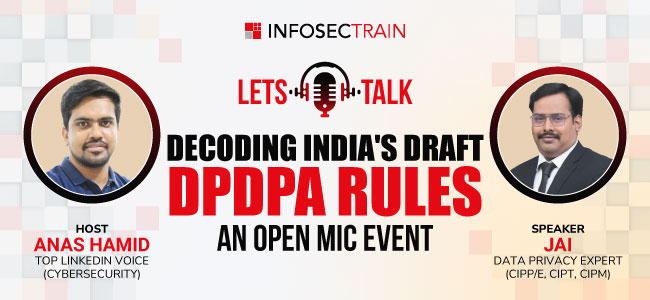 INFOSECTRAIN
LETS TALK
DECODING INDIA'S DRAFT
DPDPA RULES
AN OPEN MIC EVENT
HOST
ANAS HAMID
TOP LINKEDIN VOICE
(CYBERSECURITY)
SPEAKER
JAI
DATA PRIVACY EXPERT
(CIPP/E, CIPT, CIPM)